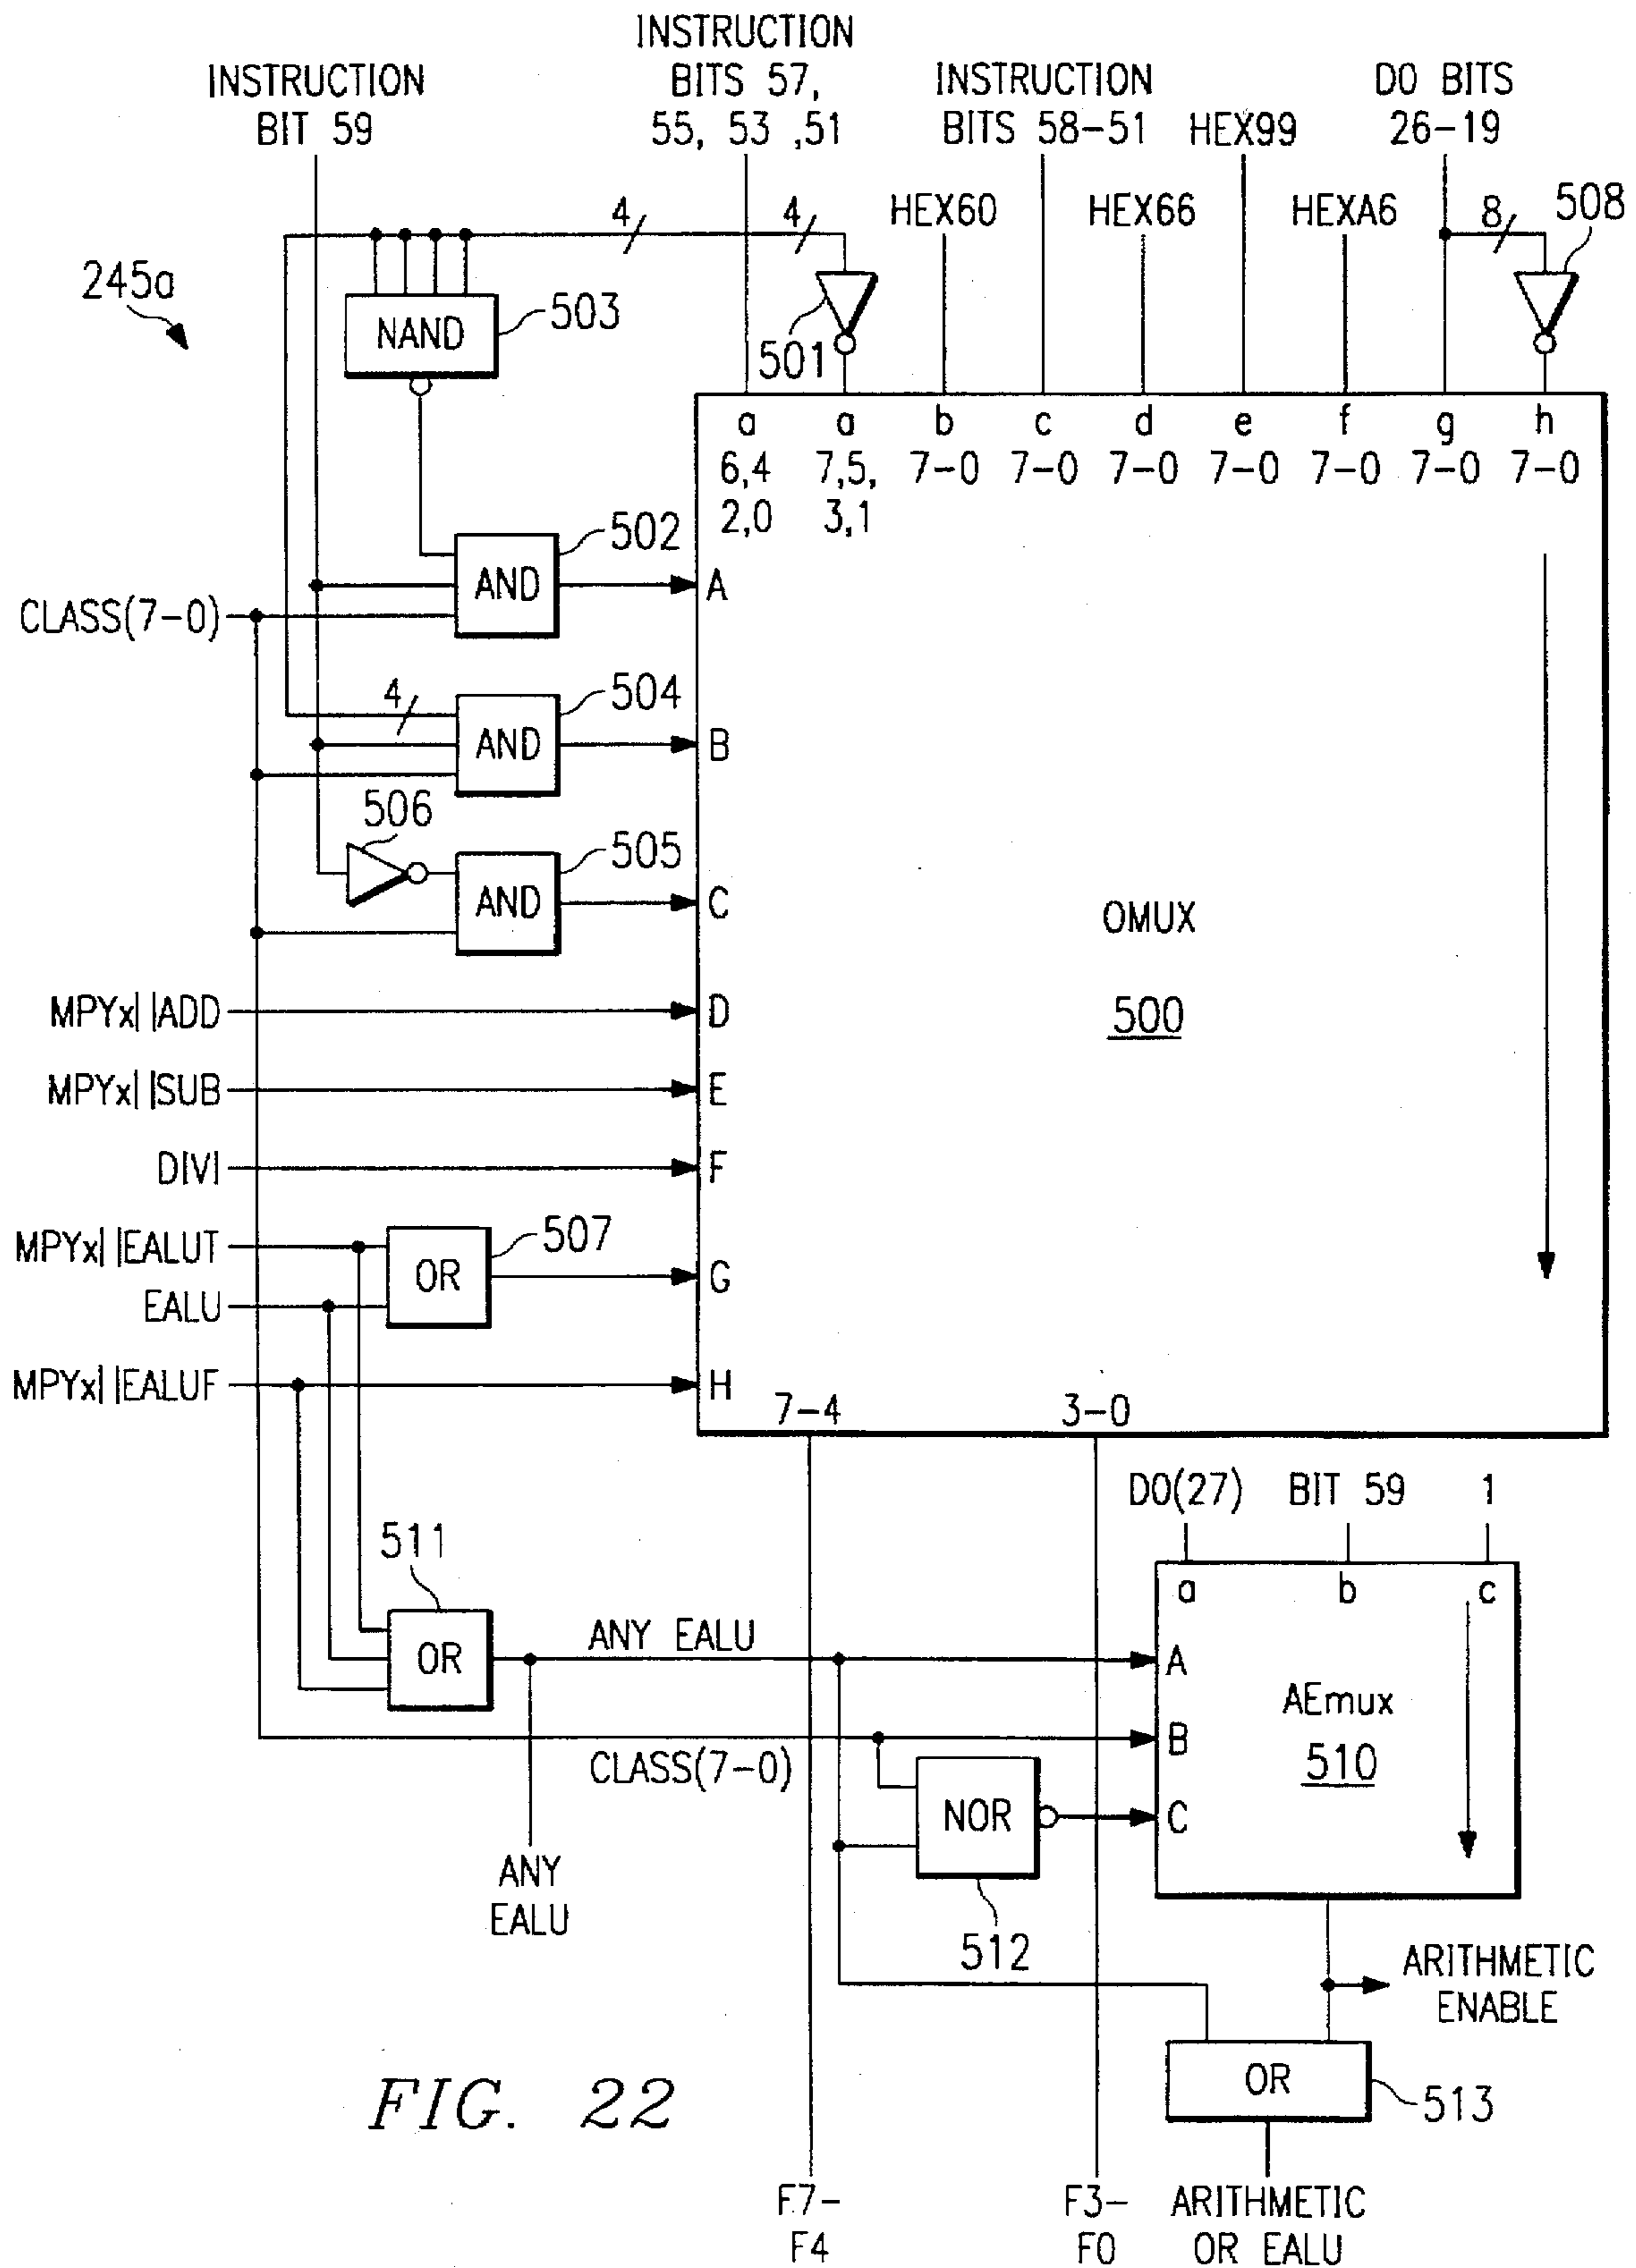 INSTRUCTION
BIT 59
INSTRUCTION
BITS 57,
55, 53 ,51
INSTRUCTION
BITS 58-51
HEX99
D0 BITS
26-19
4
4
HEX60
HEX66
HEXA6
8
508
245a
NAND
503
501
a
a
b
c
d
e
f
g
h
6,4
2,0
7,5,
3,1
7-0
7-0
7-0
7-0
7-0
7-0
7-0
502
AND
A
CLASS(7-0)
4
504
AND
B
506
505
AND
C
OMUX
500
MPYx||ADD
D
MPYx||SUB
E
DIVI
F
MPYx||EALUT
507
OR
G
EALU
MPYx||EALUF
H
7-4
3-0
D0(27)
BIT 59
1
a
b
c
511
OR
ANY EALU
A
AEmux
510
B
CLASS(7-0)
NOR
C
ANY
EALU
512
ARITHMETIC
ENABLE
OR
513
FIG. 22
F7-
F4
F3-
F0
ARITHMETIC
OR EALU